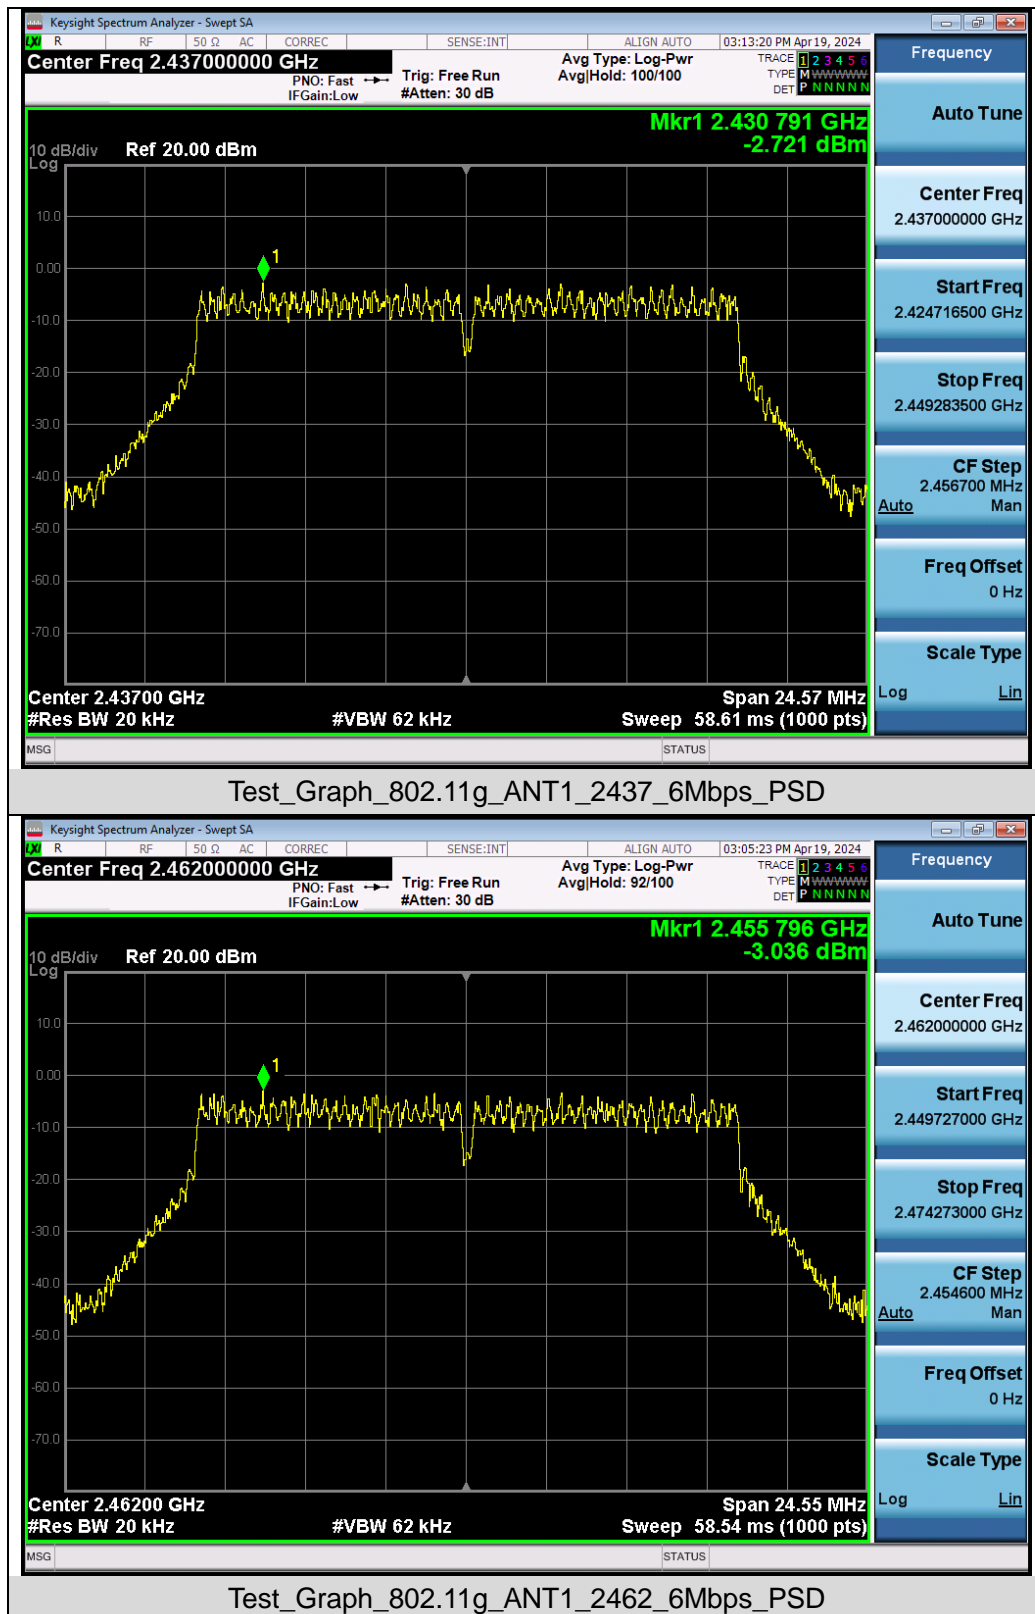 Keysight Spectrum Analyzer - Swept SA
LXI R RF 50 Ω AC CORREC SENSE:INT ALIGN AUTO 03:13:20 PM Apr 19, 2024
Center Freq 2.437000000 GHz
PNO: Fast
IFGain:Low
Trig: Free Run
#Atten: 30 dB
Avg Type: Log-Pwr
Avg|Hold: 100/100
TRACE 1 2 3 4 5 6
TYPE M WWWWW
DET P N N N N N
Mkr1 2.430 791 GHz
-2.721 dBm
10 dB/div Ref 20.00 dBm
Log
10.0
1
0.00
-10.0
-20.0
-30.0
-40.0
-50.0
-60.0
-70.0
Center 2.43700 GHz Span 24.57 MHz
#Res BW 20 kHz #VBW 62 kHz Sweep 58.61 ms (1000 pts)
MSG STATUS
Frequency
Auto Tune
Center Freq
2.437000000 GHz
Start Freq
2.424716500 GHz
Stop Freq
2.449283500 GHz
CF Step
2.456700 MHz
Auto Man
Freq Offset
0 Hz
Scale Type
Log Lin
Test_Graph_802.11g_ANT1_2437_6Mbps_PSD
Keysight Spectrum Analyzer - Swept SA
LXI R RF 50 Ω AC CORREC SENSE:INT ALIGN AUTO 03:05:23 PM Apr 19, 2024
Center Freq 2.462000000 GHz
PNO: Fast
IFGain:Low
Trig: Free Run
#Atten: 30 dB
Avg Type: Log-Pwr
Avg|Hold: 92/100
TRACE 1 2 3 4 5 6
TYPE M WWWWW
DET P N N N N N
Mkr1 2.455 796 GHz
-3.036 dBm
10 dB/div Ref 20.00 dBm
Log
10.0
1
0.00
-10.0
-20.0
-30.0
-40.0
-50.0
-60.0
-70.0
Center 2.46200 GHz Span 24.55 MHz
#Res BW 20 kHz #VBW 62 kHz Sweep 58.54 ms (1000 pts)
MSG STATUS
Frequency
Auto Tune
Center Freq
2.462000000 GHz
Start Freq
2.449727000 GHz
Stop Freq
2.474273000 GHz
CF Step
2.454600 MHz
Auto Man
Freq Offset
0 Hz
Scale Type
Log Lin
Test_Graph_802.11g_ANT1_2462_6Mbps_PSD